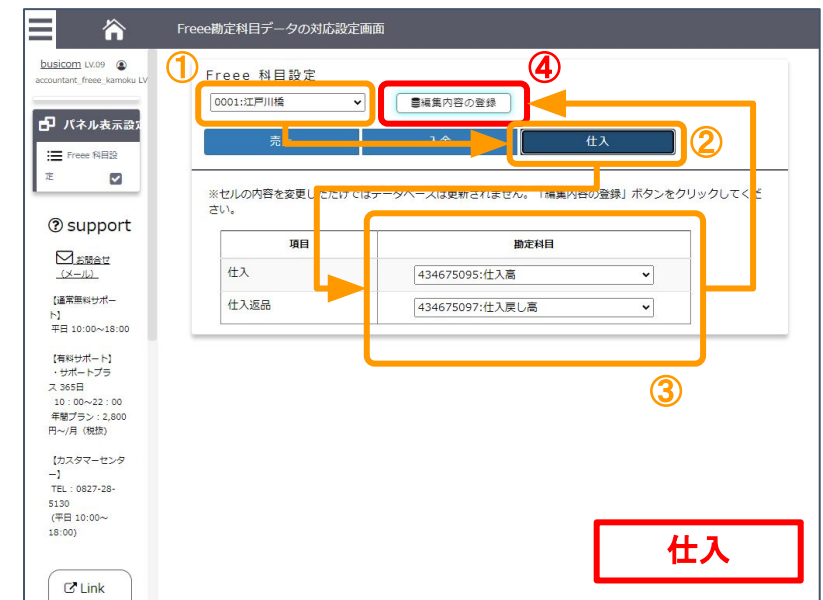 Freee勘定科目データの対応設定画面
busicom LV.09
accountant_freee_kamoku LV
パネル表示設定
Freee 科目設
定
support
お問合せ
(メール)
【通常無料サポー
ト】
平日 10:00～18:00
【有料サポート】
・サポートプラ
ス 365日
10：00～22：00
年間プラン：2,800
円～/月（税抜）
【カスタマーセンタ
ー】
TEL：0827-28-
5130
(平日 10:00～
18:00)
Link
①
Freee 科目設定
④
0001:江戸川橋
編集内容の登録
売
入金
仕入
②
※セルの内容を変更しただけではデータベースは更新されません。「編集内容の登録」ボタンをクリックしてくだ
さい。
項目
勘定科目
仕入
434675095:仕入高
仕入返品
434675097:仕入戻し高
③
仕入